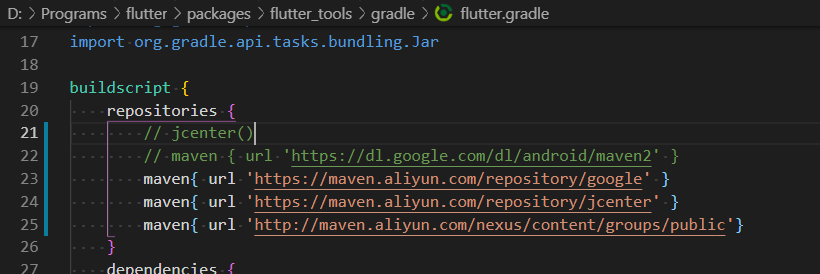 D: > Programs > flutter > packages > flutter_tools > gradle > flutter.gradle
17 import org.gradle.api.tasks.bundling.Jar
18
19 buildscript {
20 repositories {
21 // jcenter()
22 // maven { url 'https://dl.google.com/dl/android/maven2' }
23 maven{ url 'https://maven.aliyun.com/repository/google' }
24 maven{ url 'https://maven.aliyun.com/repository/jcenter' }
25 maven{ url 'http://maven.aliyun.com/nexus/content/groups/public'}
26 }
27 dependencies {